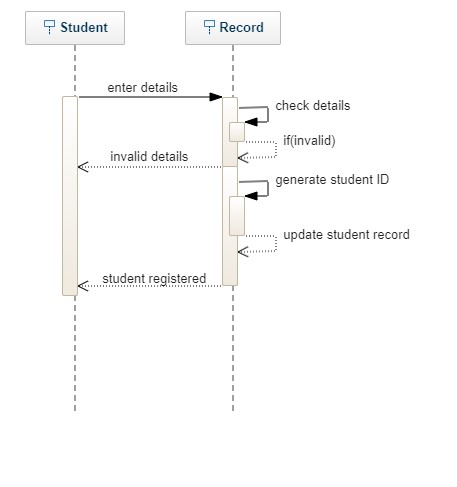 Student
Record
enter details
check details
if(invalid)
invalid details
generate student ID
update student record
student registered